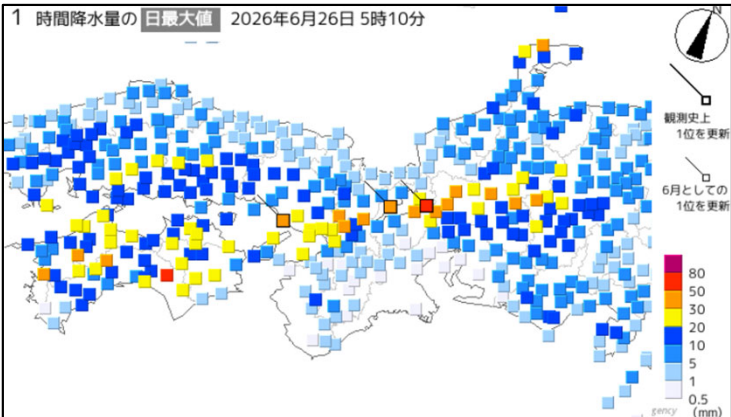 1 時間降水量の 日最大値 2026年6月26日 5時10分
N
観測史上
1位を更新
6月としての
1位を更新
80
50
30
20
10
5
1
0.5
(mm)
gency